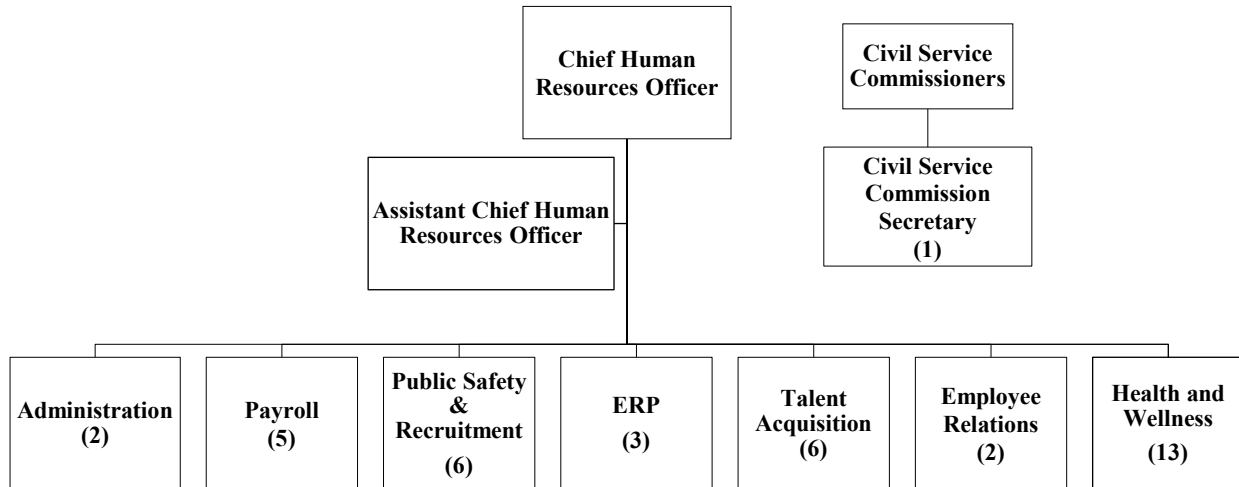 Chief Human
Resources Officer
Civil Service
Commissioners
Assistant Chief Human
Resources Officer
Civil Service
Commission
Secretary
(1)
Administration
(2)
Payroll
(5)
Public Safety
&
Recruitment
(6)
ERP
(3)
Talent
Acquisition
(6)
Employee
Relations
(2)
Health and
Wellness
(13)